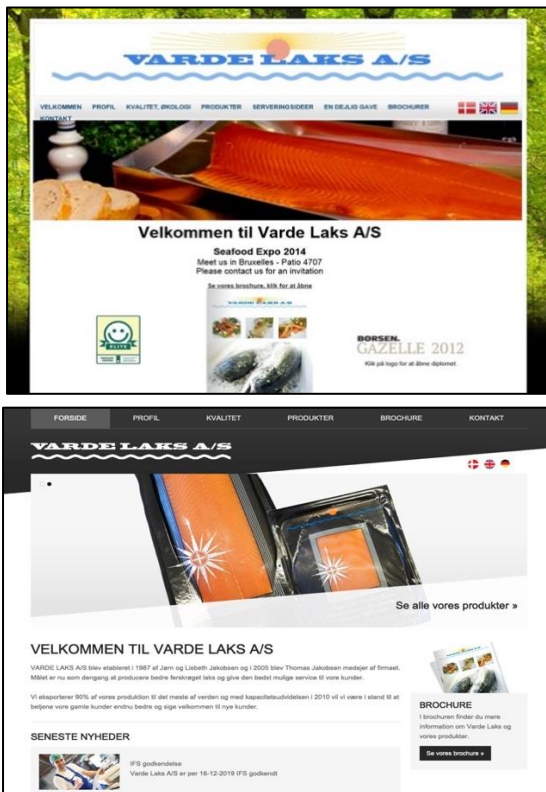 VARDE LAKS A/S
VELKOMMEN PROFIL KVALITET, ØKOLOGI PRODUKTER SERVERINGSIDEER EN DEJLIG GAVE BROCHURER
KONTAKT
Velkommen til Varde Laks A/S
Seafood Expo 2014
Meet us in Bruxelles - Patio 4707
Please contact us for an invitation
Se vores brochure, klik for at åbne
VARDE LAKS A/S
ELITE
BØRSEN.
GAZELLE 2012
Klik på logo for at åbne diplomet.
FORSIDE PROFIL KVALITET PRODUKTER BROCHURE KONTAKT
VARDE LAKS A/S
Se alle vores produkter »
VELKOMMEN TIL VARDE LAKS A/S
VARDE LAKS A/S blev etableret i 1987 af Jørn og Lisbeth Jakobsen og i 2005 blev Thomas Jakobsen medejer af firmaet.
Målet er nu som dengang at producere bedre ferskrøget laks og give den bedst mulige service til vore kunder.
Vi eksporterer 90% af vores produktion til det meste af verden og med kapacitetsudvidelsen i 2010 vil vi være i stand til at
betjene vore gamle kunder endnu bedre og sige velkommen til nye kunder.
BROCHURE
I brochuren finder du mere
information om Varde Laks og
vores produkter.
Se vores brochure »
SENESTE NYHEDER
IFS godkendelse
Varde Laks A/S er per 16-12-2019 IFS godkendt